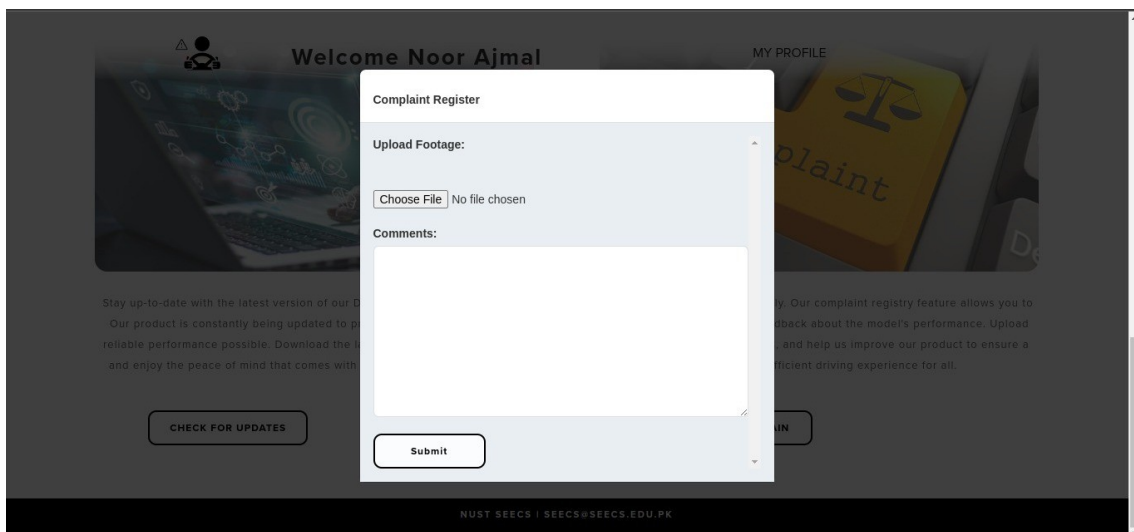 Welcome Noor Ajmal
MY PROFILE
Complaint Register
Upload Footage:
Choose File No file chosen
Comments:
Submit
plaint
De
Stay up-to-date with the latest version of our D
Our product is constantly being updated to p
reliable performance possible. Download the l
and enjoy the peace of mind that comes with
ly. Our complaint registry feature allows you to
dback about the model's performance. Upload
, and help us improve our product to ensure a
fficient driving experience for all.
CHECK FOR UPDATES
AIN
NUST SEECS | SEECS@SEECS.EDU.PK